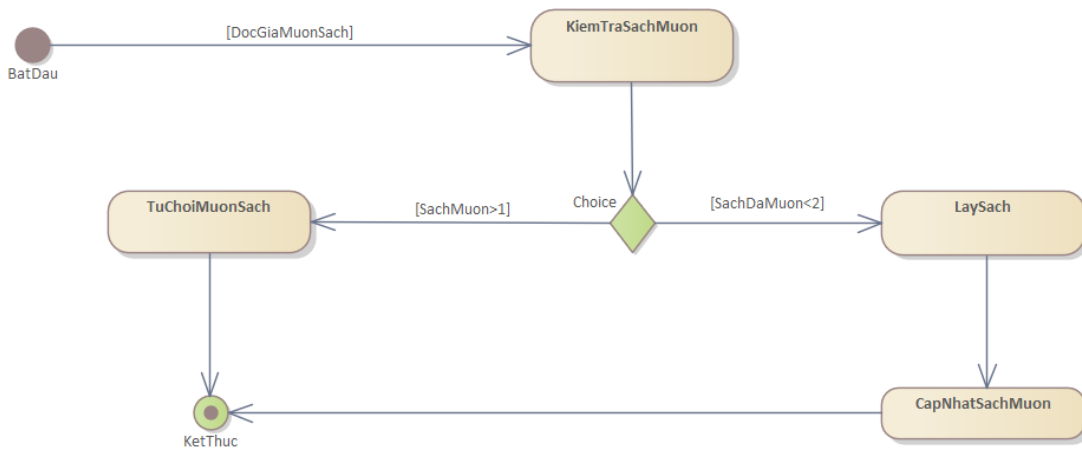 [DocGiaMuonSach]
KiemTraSachMuon
BatDau
Choice
TuChoiMuonSach
[SachMuon>1]
[SachDaMuon<2]
LaySach
CapNhatSachMuon
KetThuc